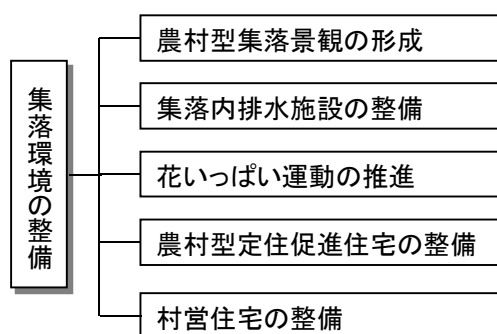 集落環境の整備
農村型集落景観の形成
集落内排水施設の整備
花いっぱい運動の推進
農村型定住促進住宅の整備
村営住宅の整備